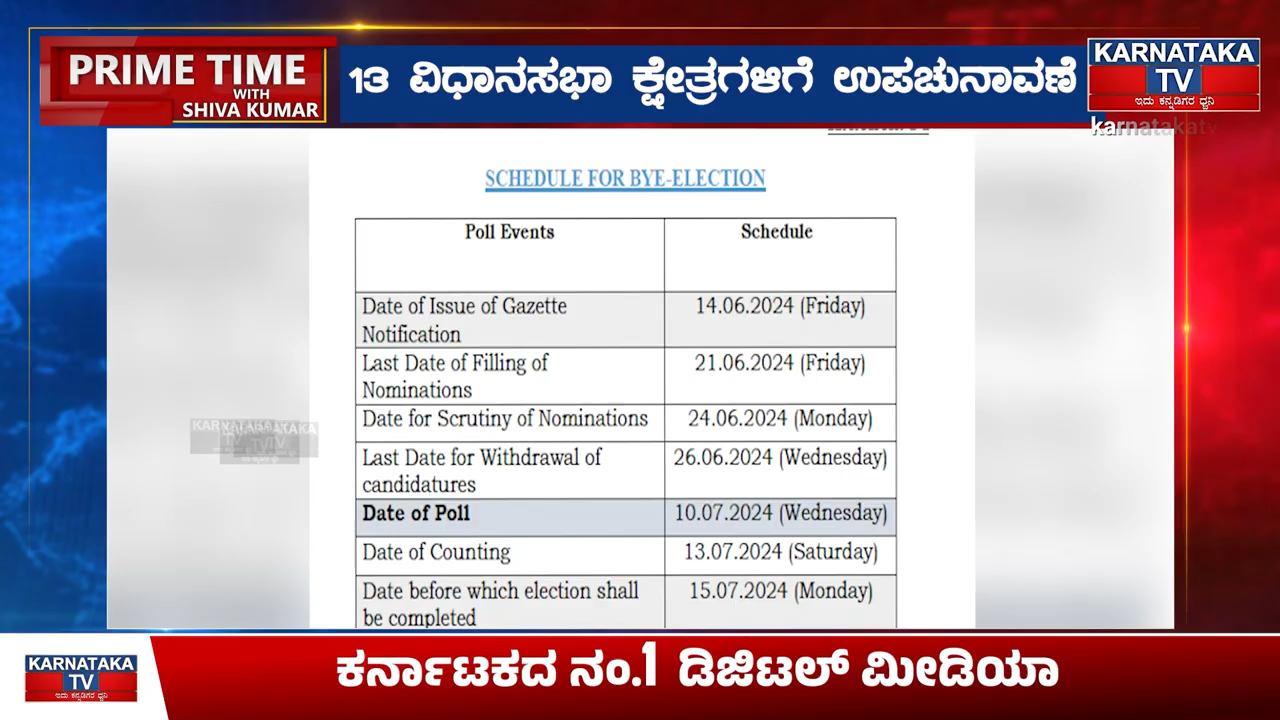 PRIME TIME
WITH
SHIVA KUMAR
13 ವಿಧಾನಸಭಾ ಕ್ಷೇತ್ರಗಳಿಗೆ ಉಪಚುನಾವಣೆ
KARNATAKA
TV
ಇದು ಕನ್ನಡಿಗರ ಧ್ವನಿ
karnatakatv
SCHEDULE FOR BYE-ELECTION
Poll Events Schedule
Date of Issue of Gazette 14.06.2024 (Friday)
Notification
Last Date of Filling of 21.06.2024 (Friday)
Nominations
Date for Scrutiny of Nominations 24.06.2024 (Monday)
Last Date for Withdrawal of 26.06.2024 (Wednesday)
candidatures
Date of Poll 10.07.2024 (Wednesday)
Date of Counting 13.07.2024 (Saturday)
Date before which election shall 15.07.2024 (Monday)
be completed
KARNATAKA
TV
KARNATAKA
TV
KARNATAKA
TV
ಇದು ಕನ್ನಡಿಗರ ಧ್ವನಿ
ಕರ್ನಾಟಕದ ನಂ.1 ಡಿಜಿಟಲ್ ಮೀಡಿಯಾ